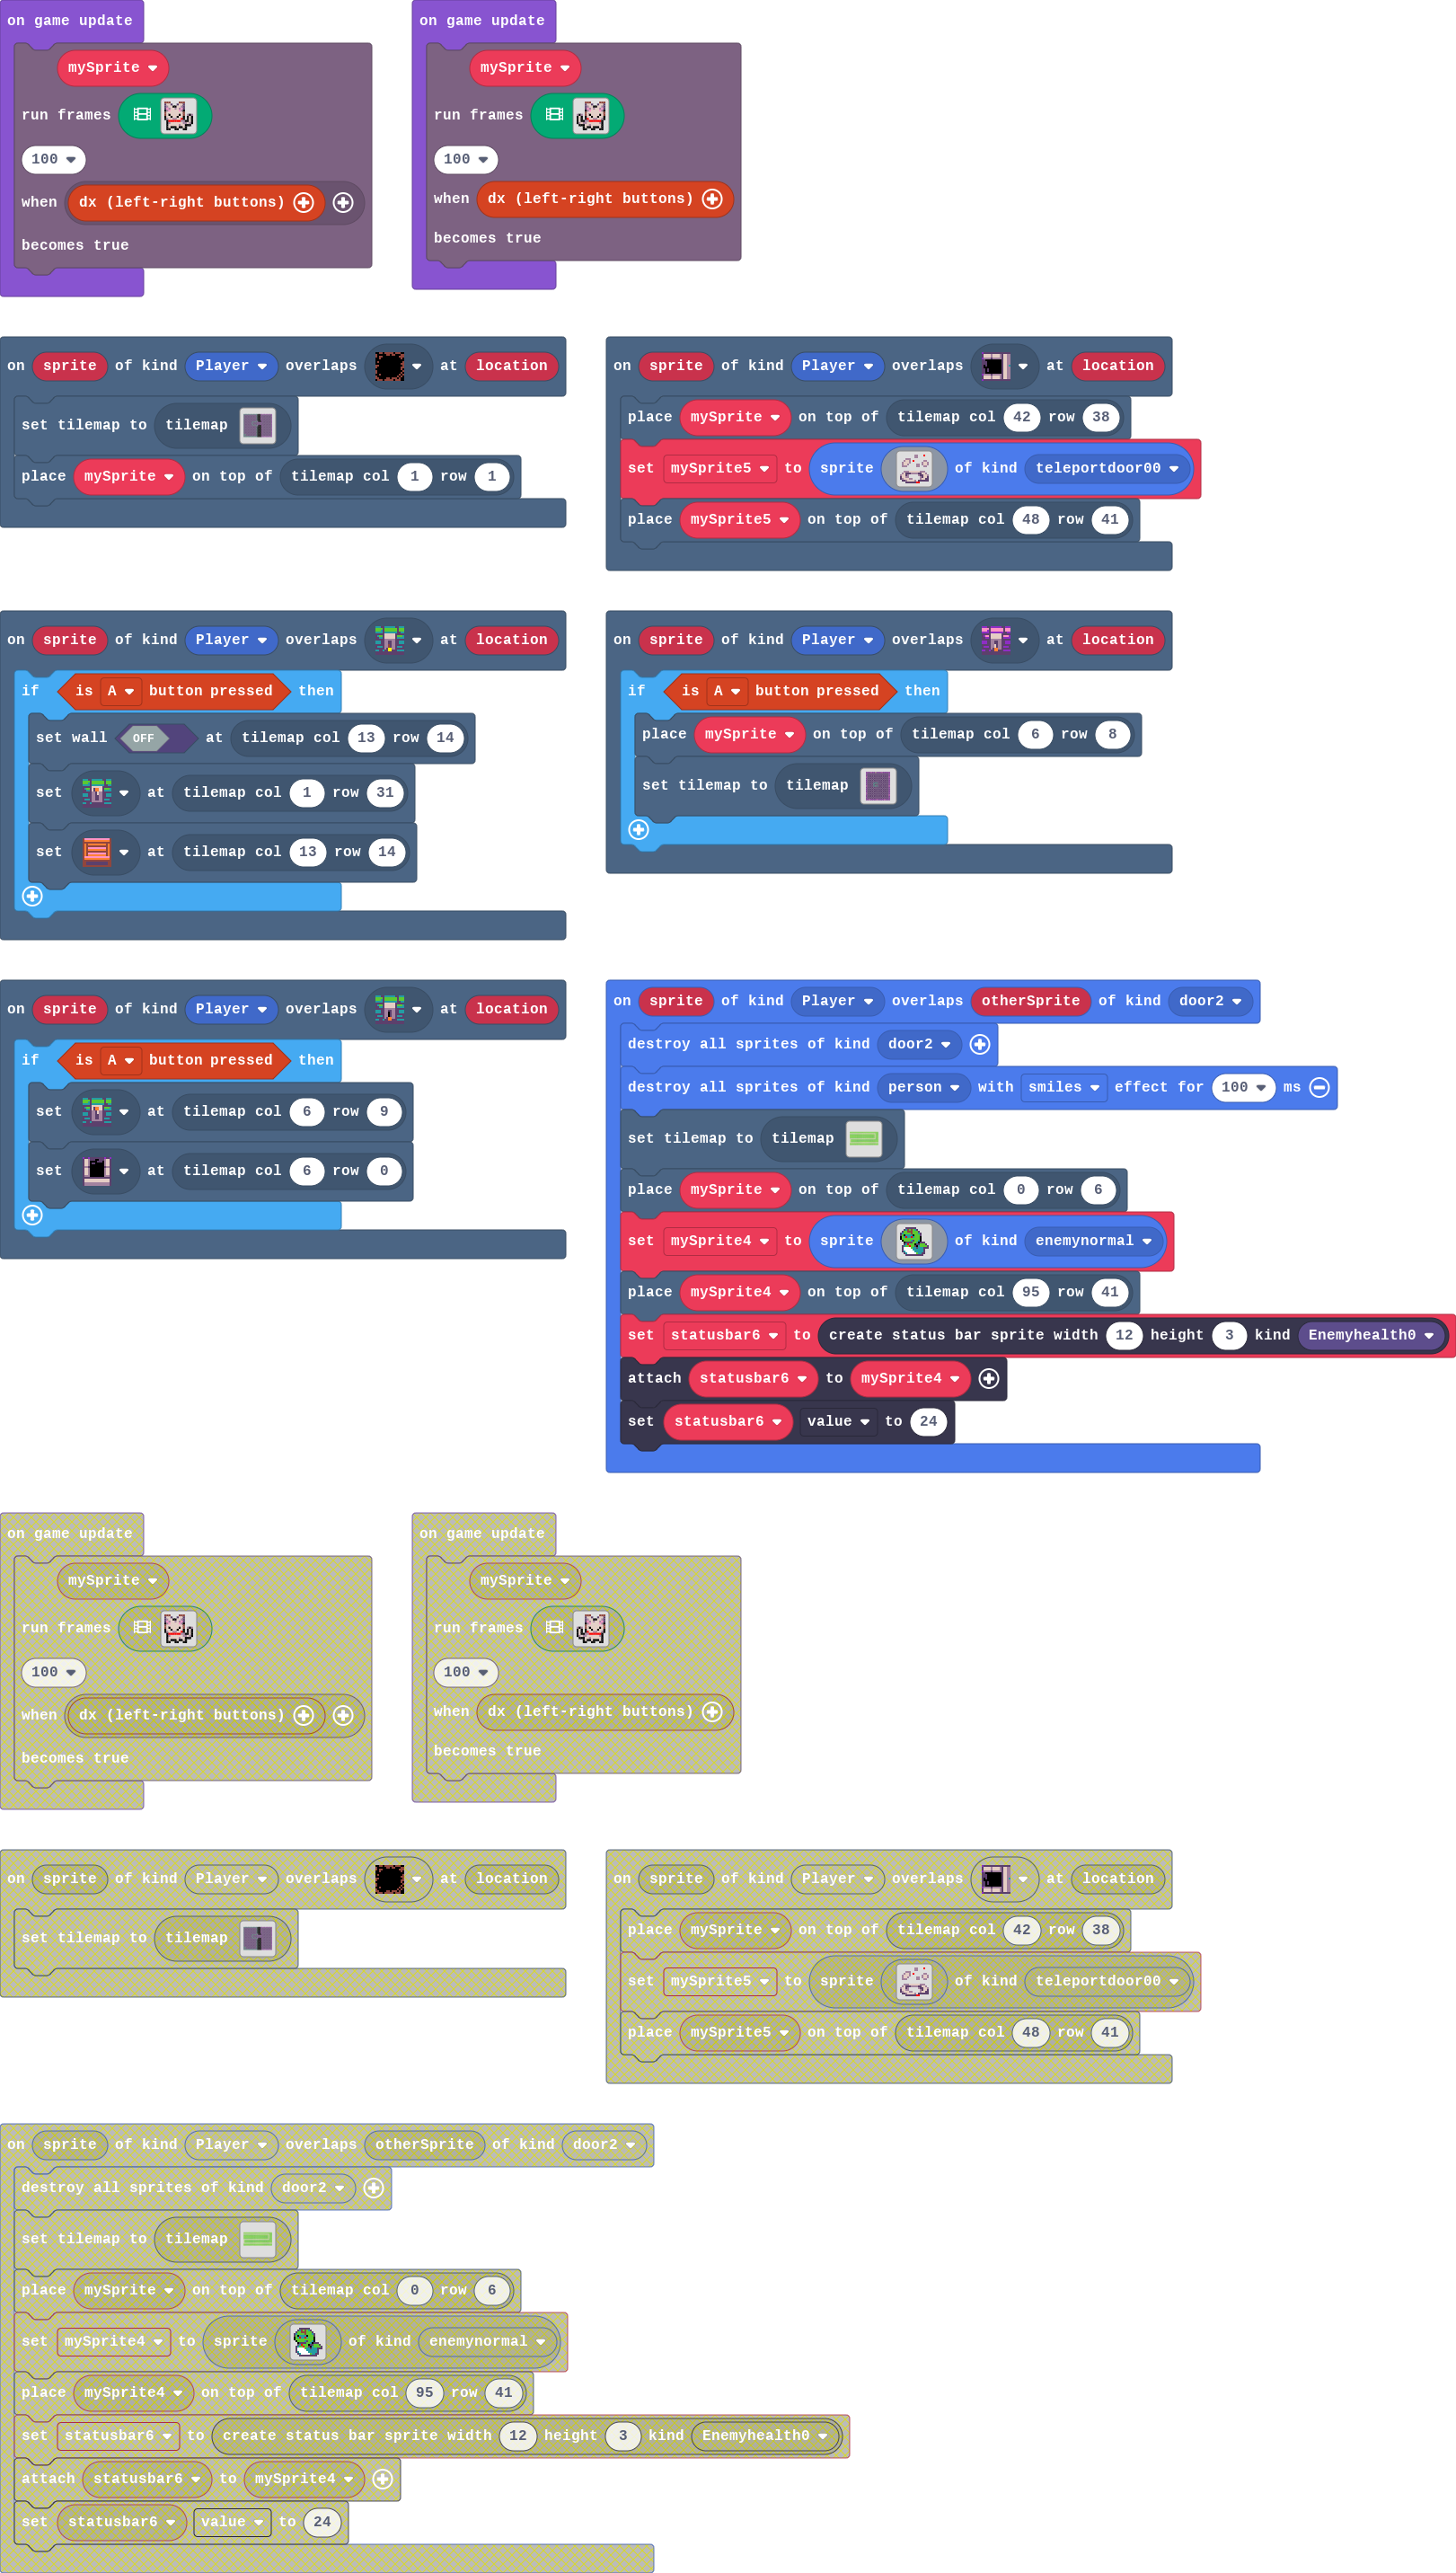 on game update
mySprite
run frames
100
when dx (left-right buttons)
becomes true
on game update
mySprite
run frames
100
when dx (left-right buttons)
becomes true
on sprite of kind Player overlaps at location
set tilemap to tilemap
place mySprite on top of tilemap col 1 row 1
on sprite of kind Player overlaps at location
place mySprite on top of tilemap col 42 row 38
set mySprite5 to sprite of kind teleportdoor00
place mySprite5 on top of tilemap col 48 row 41
on sprite of kind Player overlaps at location
if is A button pressed then
set wall OFF at tilemap col 13 row 14
set at tilemap col 1 row 31
set at tilemap col 13 row 14
on sprite of kind Player overlaps at location
if is A button pressed then
place mySprite on top of tilemap col 6 row 8
set tilemap to tilemap
on sprite of kind Player overlaps at location
if is A button pressed then
set at tilemap col 6 row 9
set at tilemap col 6 row 0
on sprite of kind Player overlaps otherSprite of kind door2
destroy all sprites of kind door2
destroy all sprites of kind person with smiles effect for 100 ms
set tilemap to tilemap
place mySprite on top of tilemap col 0 row 6
set mySprite4 to sprite of kind enemynormal
place mySprite4 on top of tilemap col 95 row 41
set statusbar6 to create status bar sprite width 12 height 3 kind Enemyhealth0
attach statusbar6 to mySprite4
set statusbar6 value to 24
on game update
mySprite
run frames
100
when dx (left-right buttons)
becomes true
on game update
mySprite
run frames
100
when dx (left-right buttons)
becomes true
on sprite of kind Player overlaps at location
set tilemap to tilemap
on sprite of kind Player overlaps at location
place mySprite on top of tilemap col 42 row 38
set mySprite5 to sprite of kind teleportdoor00
place mySprite5 on top of tilemap col 48 row 41
on sprite of kind Player overlaps otherSprite of kind door2
destroy all sprites of kind door2
set tilemap to tilemap
place mySprite on top of tilemap col 0 row 6
set mySprite4 to sprite of kind enemynormal
place mySprite4 on top of tilemap col 95 row 41
set statusbar6 to create status bar sprite width 12 height 3 kind Enemyhealth0
attach statusbar6 to mySprite4
set statusbar6 value to 24